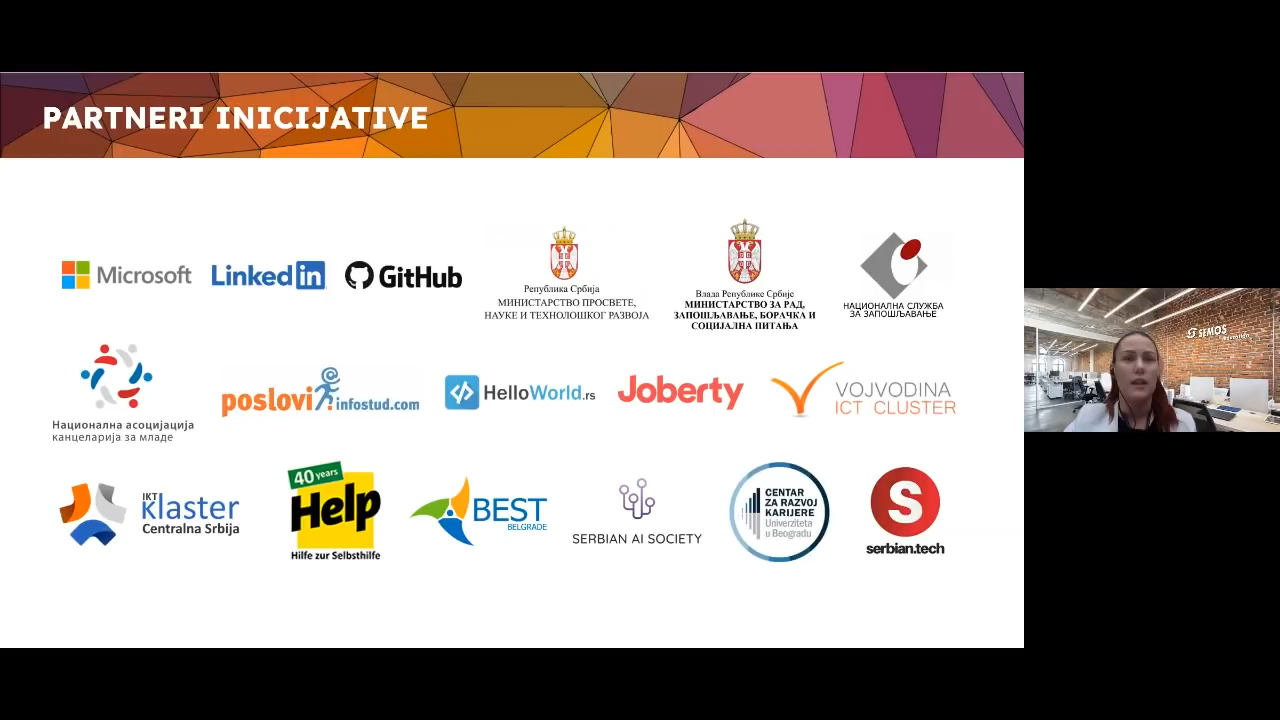 PARTNERI INICIJATIVE
Microsoft
Linked in
GitHub
Република Србија
МИНИСТАРСТВО ПРОСВЕТЕ,
НАУКЕ И ТЕХНОЛОШКОГ РАЗВОЈА
Влада Републике Србије
МИНИСТАРСТВО ЗА РАД,
ЗАПОШЉАВАЊЕ, БОРАЧКА И
СОЦИЈАЛНА ПИТАЊА
НАЦИОНАЛНА СЛУЖБА
ЗА ЗАПОШЉАВАЊЕ
SEMOS
education
Национална асоцијација
канцеларија за младе
poslovi.infostud.com
HelloWorld.rs
Joberty
VOJVODINA
ICT CLUSTER
IKT
Klaster
Centralna Srbija
40 years
Help
Hilfe zur Selbsthilfe
BEST
BELGRADE
SERBIAN AI SOCIETY
CENTAR
ZA RAZVOJ
KARIJERE
Univerziteta
u Beogradu
S
serbian.tech